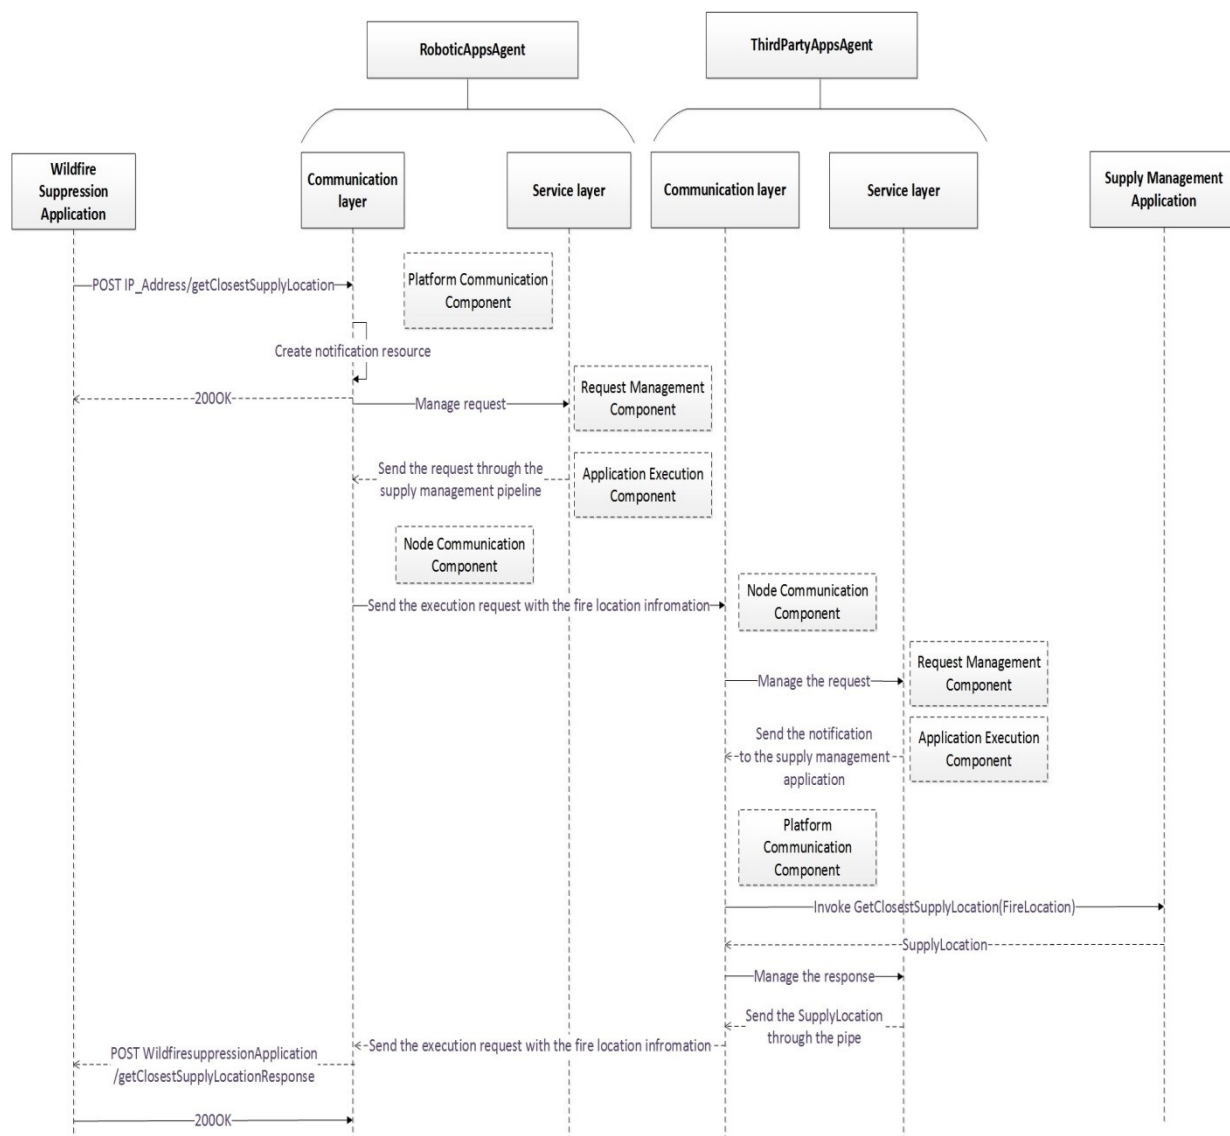 RoboticAppsAgent
ThirdPartyAppsAgent
Wildfire
Suppression
Application
Communication
layer
Service layer
Communication layer
Service layer
Supply Management
Application
POST IP_Address/getClosestSupplyLocation
Platform Communication
Component
Create notification resource
200OK
Manage request
Request Management
Component
Send the request through the
supply management pipeline
Application Execution
Component
Node Communication
Component
Send the execution request with the fire location infromation
Node Communication
Component
Manage the request
Request Management
Component
Send the notification
to the supply management
application
Application Execution
Component
Platform
Communication
Component
Invoke GetClosestSupplyLocation(FireLocation)
SupplyLocation
Manage the response
Send the SupplyLocation
through the pipe
Send the execution request with the fire location infromation
POST WildfiresuppressionApplication
/getClosestSupplyLocationResponse
200OK